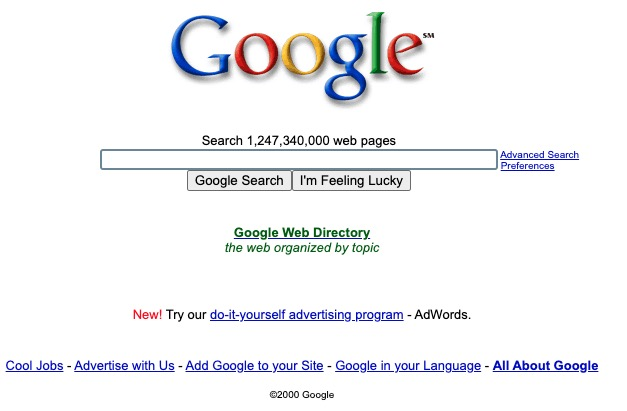 Google℠
Search 1,247,340,000 web pages
Advanced Search
Preferences
Google Search I'm Feeling Lucky
Google Web Directory
the web organized by topic
New! Try our do-it-yourself advertising program - AdWords.
Cool Jobs - Advertise with Us - Add Google to your Site - Google in your Language - All About Google
©2000 Google